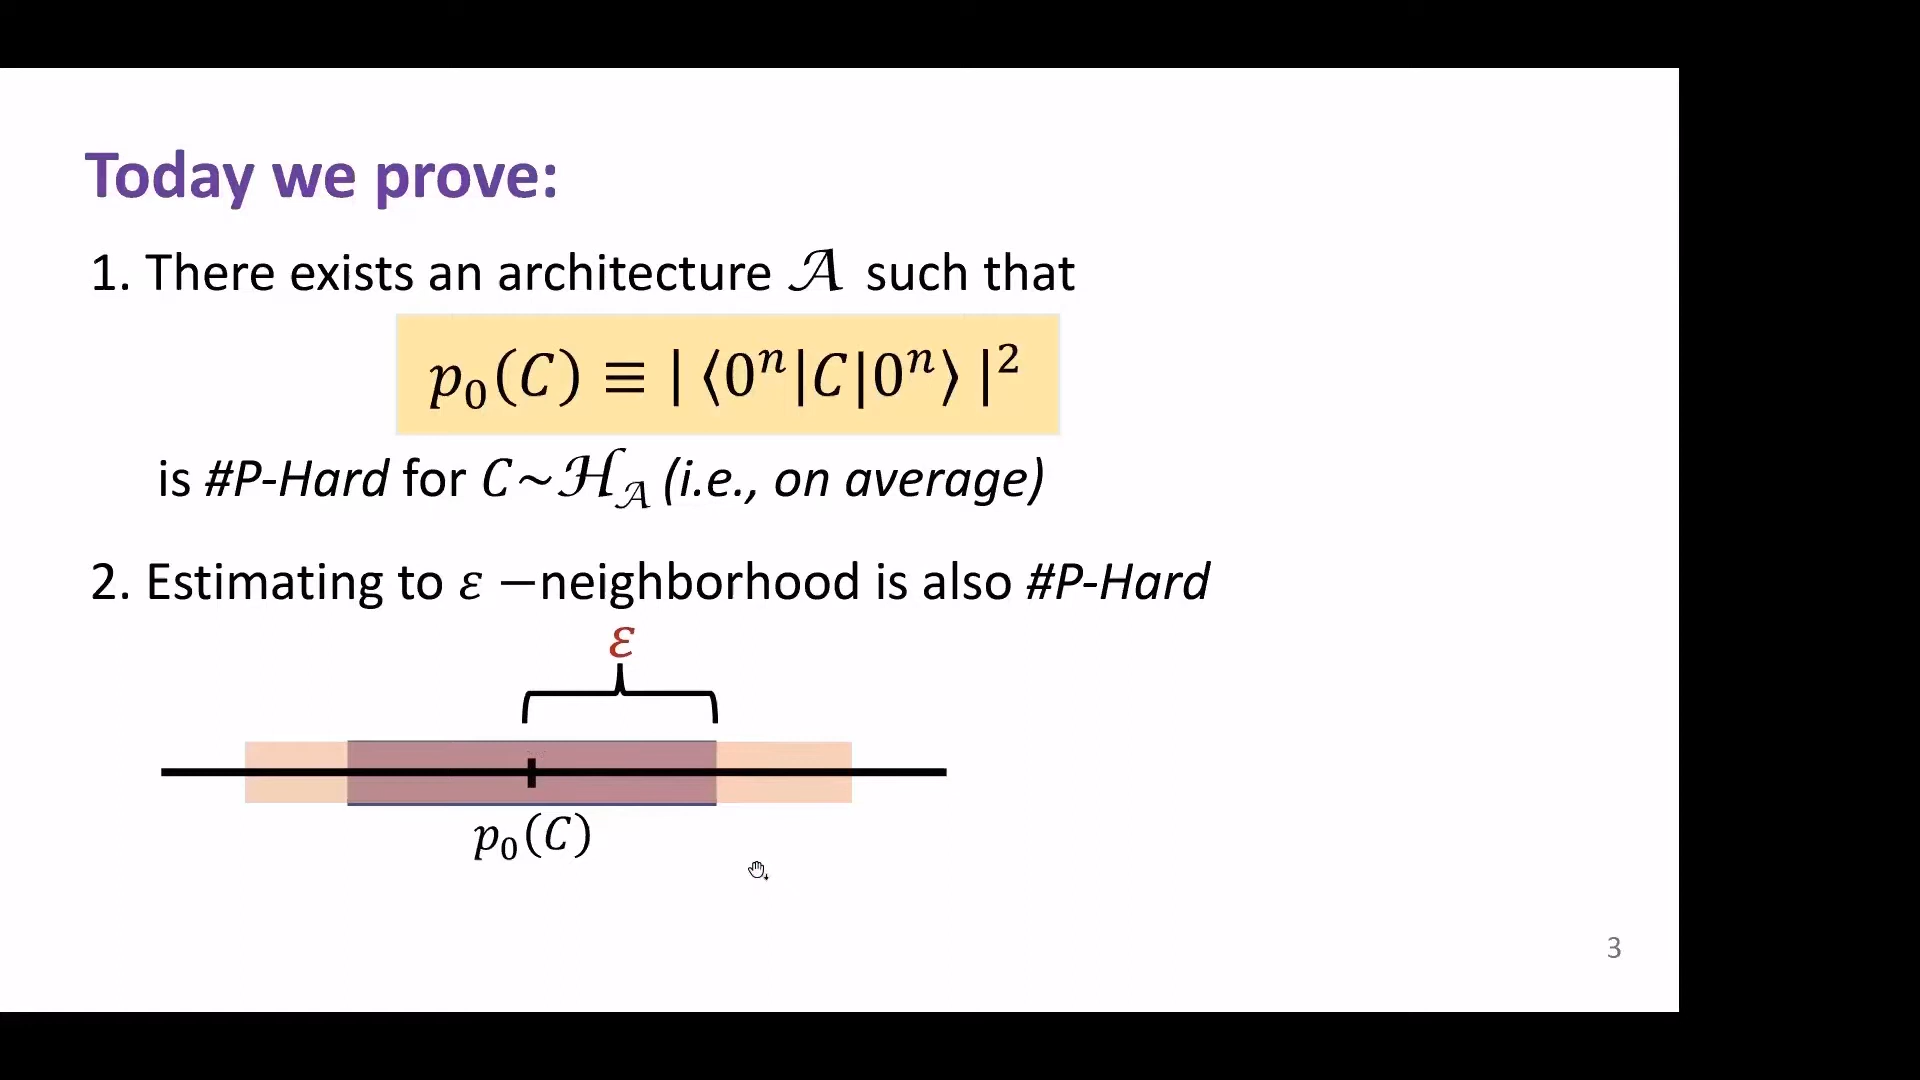 Today we prove:
1. There exists an architecture 𝒜 such that
p₀(C) ≡ | ⟨0ⁿ|C|0ⁿ⟩ |²
is #P-Hard for C~ℋ_𝒜 (i.e., on average)
2. Estimating to ε −neighborhood is also #P-Hard
ε
p₀(C)
3